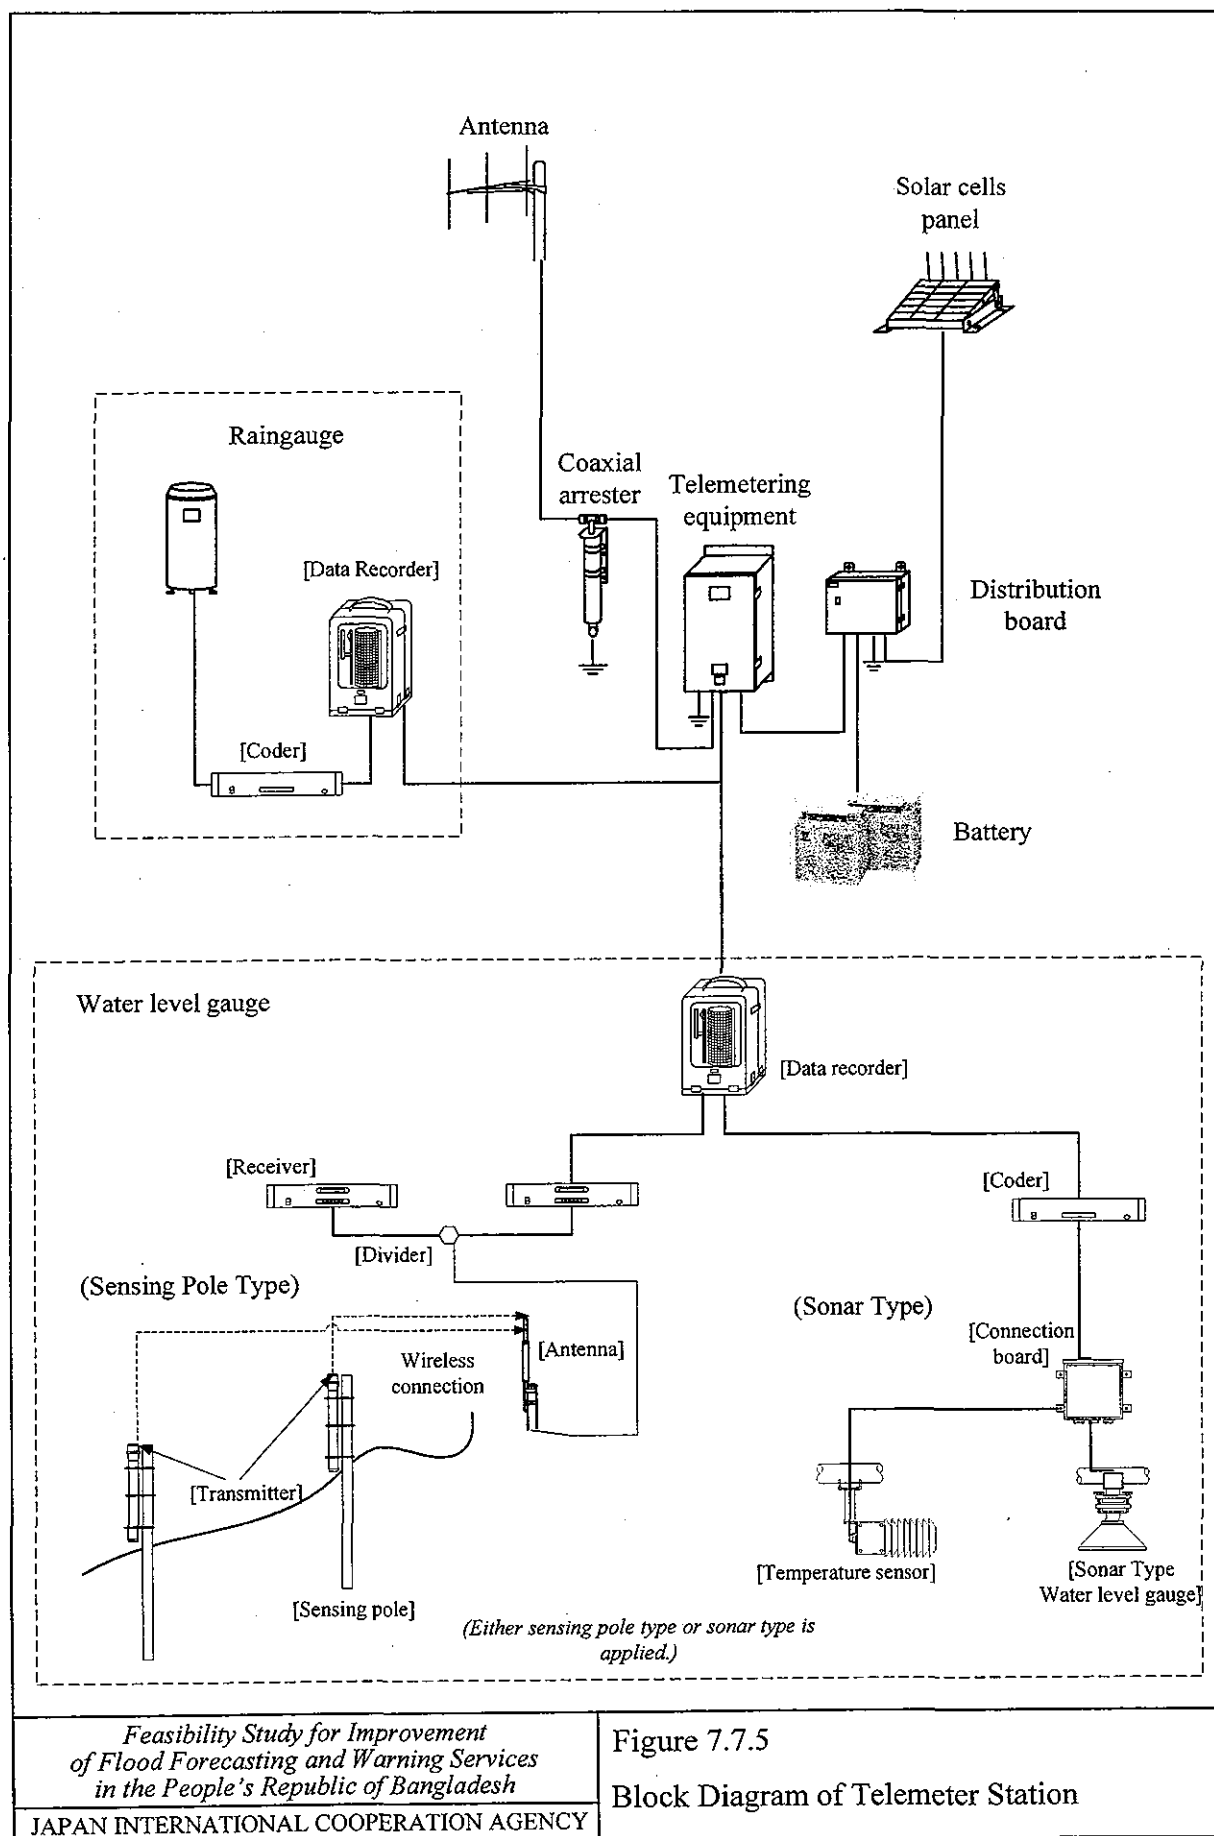 Antenna
Solar cells
panel
Raingauge
Coaxial
arrester
Telemetering
equipment
[Data Recorder]
Distribution
board
[Coder]
Battery
Water level gauge
[Data recorder]
[Receiver]
[Coder]
[Divider]
(Sensing Pole Type)
(Sonar Type)
[Connection
board]
[Antenna]
Wireless
connection
[Transmitter]
[Temperature sensor]
[Sonar Type
Water level gauge]
[Sensing pole]
(Either sensing pole type or sonar type is
applied.)
Feasibility Study for Improvement
of Flood Forecasting and Warning Services
in the People's Republic of Bangladesh
JAPAN INTERNATIONAL COOPERATION AGENCY
Figure 7.7.5
Block Diagram of Telemeter Station